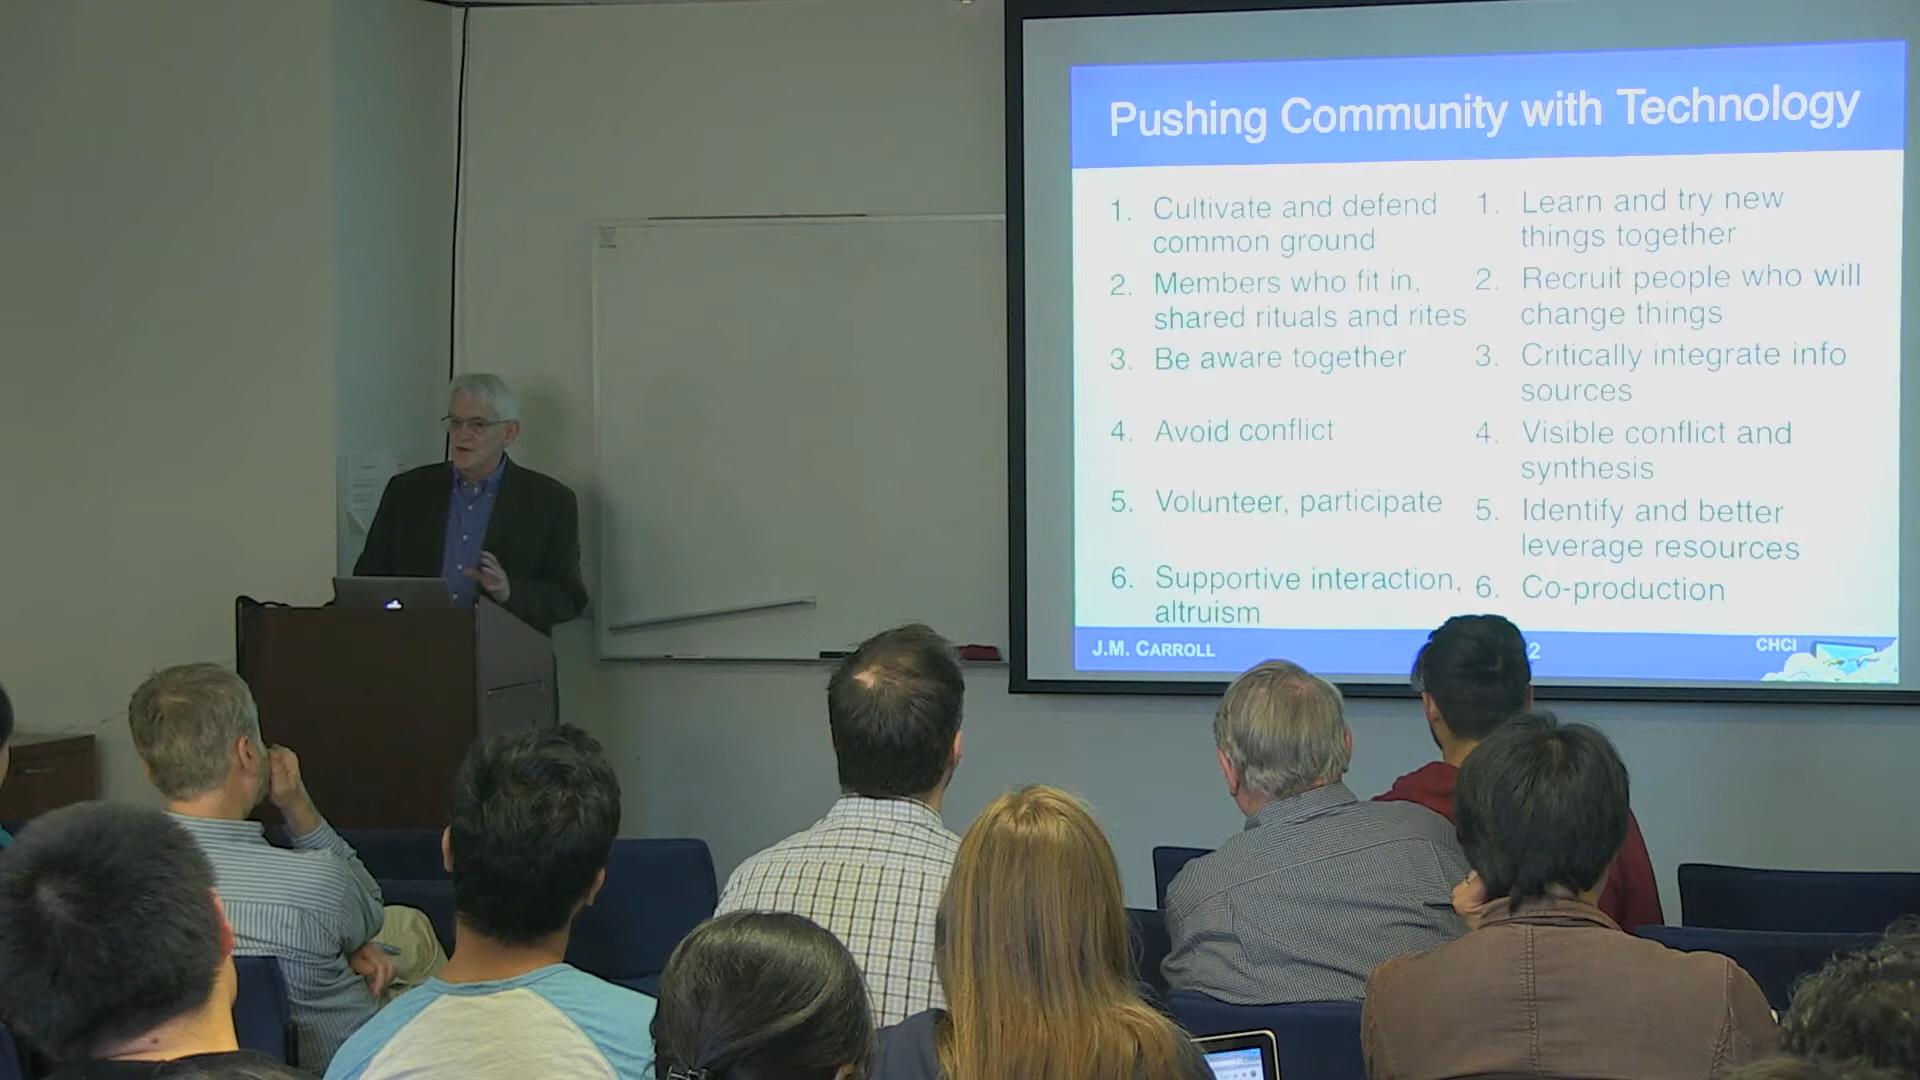 Pushing Community with Technology
1. Cultivate and defend
common ground
2. Members who fit in,
shared rituals and rites
3. Be aware together
4. Avoid conflict
5. Volunteer, participate
6. Supportive interaction,
altruism
1. Learn and try new
things together
2. Recruit people who will
change things
3. Critically integrate info
sources
4. Visible conflict and
synthesis
5. Identify and better
leverage resources
6. Co-production
J.M. CARROLL
2
CHCI